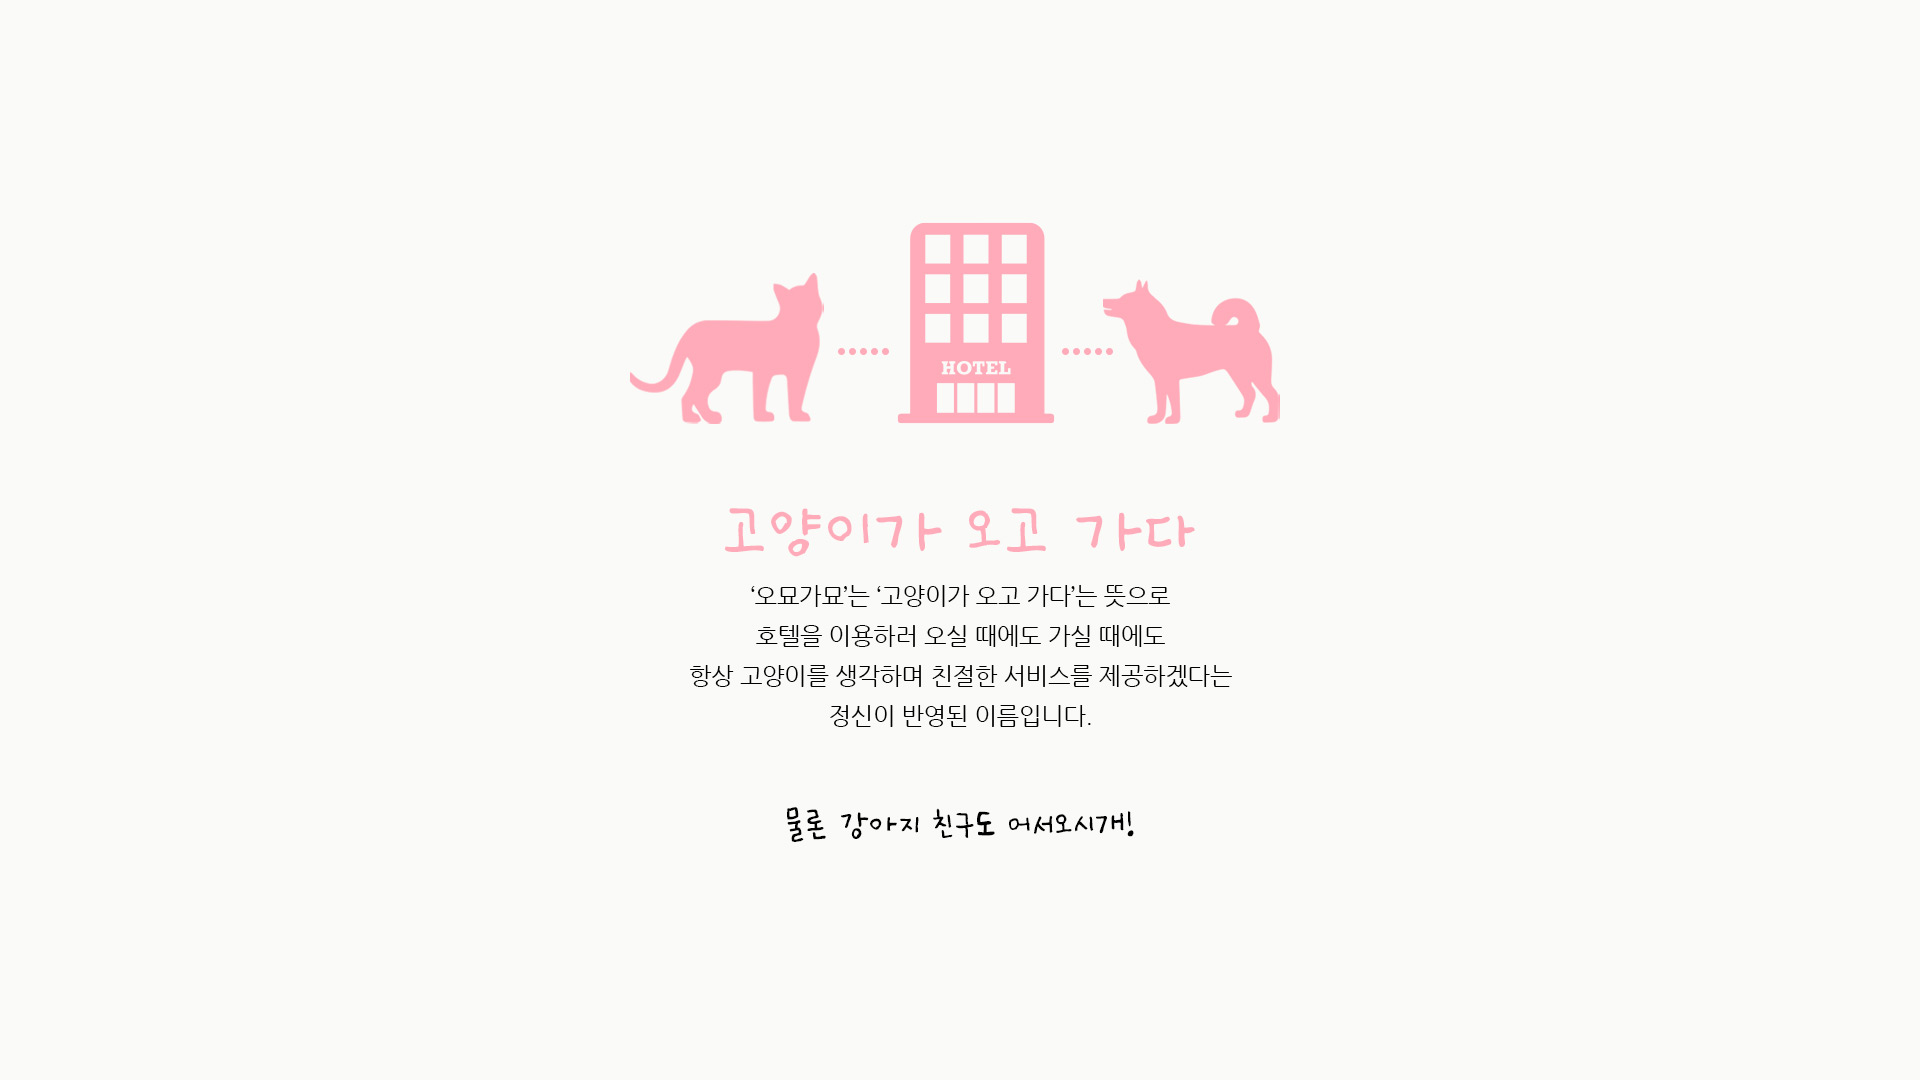 HOTEL
고양이가 오고 가다
‘오묘가묘’는 ‘고양이가 오고 가다’는 뜻으로
호텔을 이용하러 오실 때에도 가실 때에도
항상 고양이를 생각하며 친절한 서비스를 제공하겠다는
정신이 반영된 이름입니다.
물론 강아지 친구도 어서오시개!